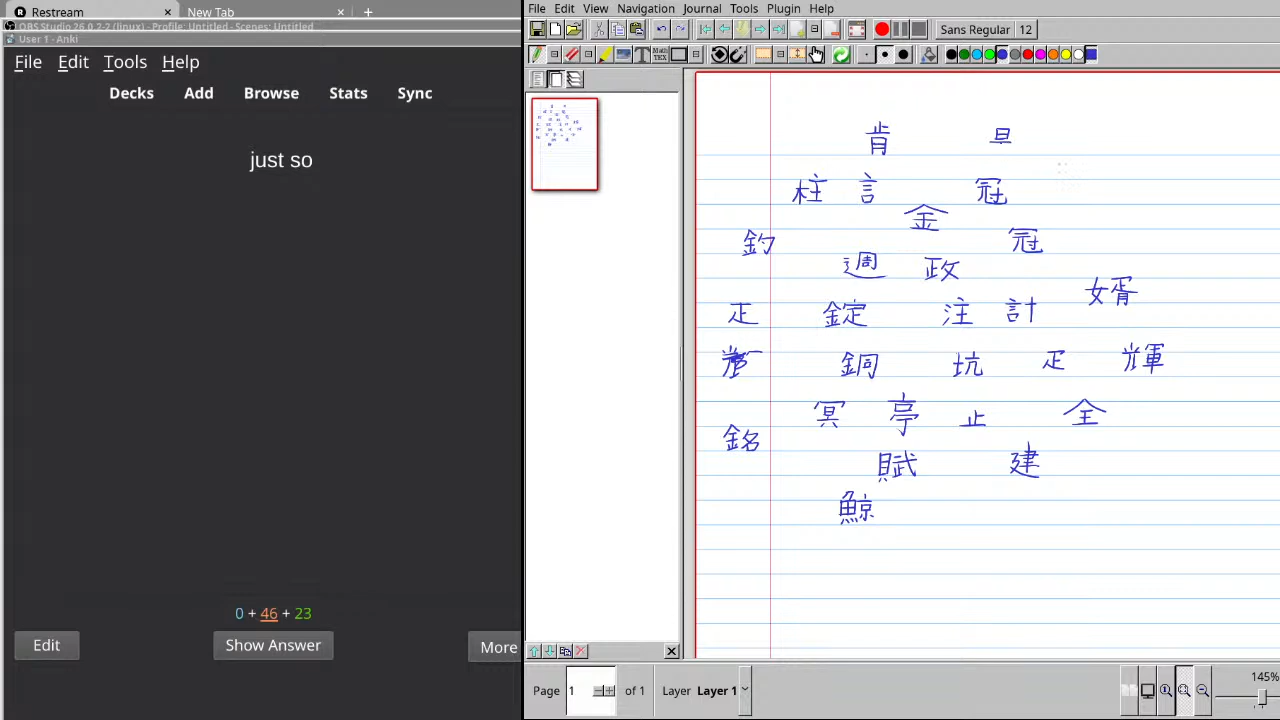 Restream
New Tab
OBS Studio 26.0.2-2 (linux) - Profile: Untitled - Scenes: Untitled
User 1 - Anki
File Edit Tools Help
Decks Add Browse Stats Sync
just so
0 + 46 + 23
Edit
Show Answer
More
File Edit View Navigation Journal Tools Plugin Help
Sans Regular 12
肯 旦
柱 言 冠
金
釣 冠
週 政
婿
正 錠 注 計
銅 坑 疋 輝
冥 亭 止 全
銘
賦 建
鯨
Page 1 of 1 Layer Layer 1
145%